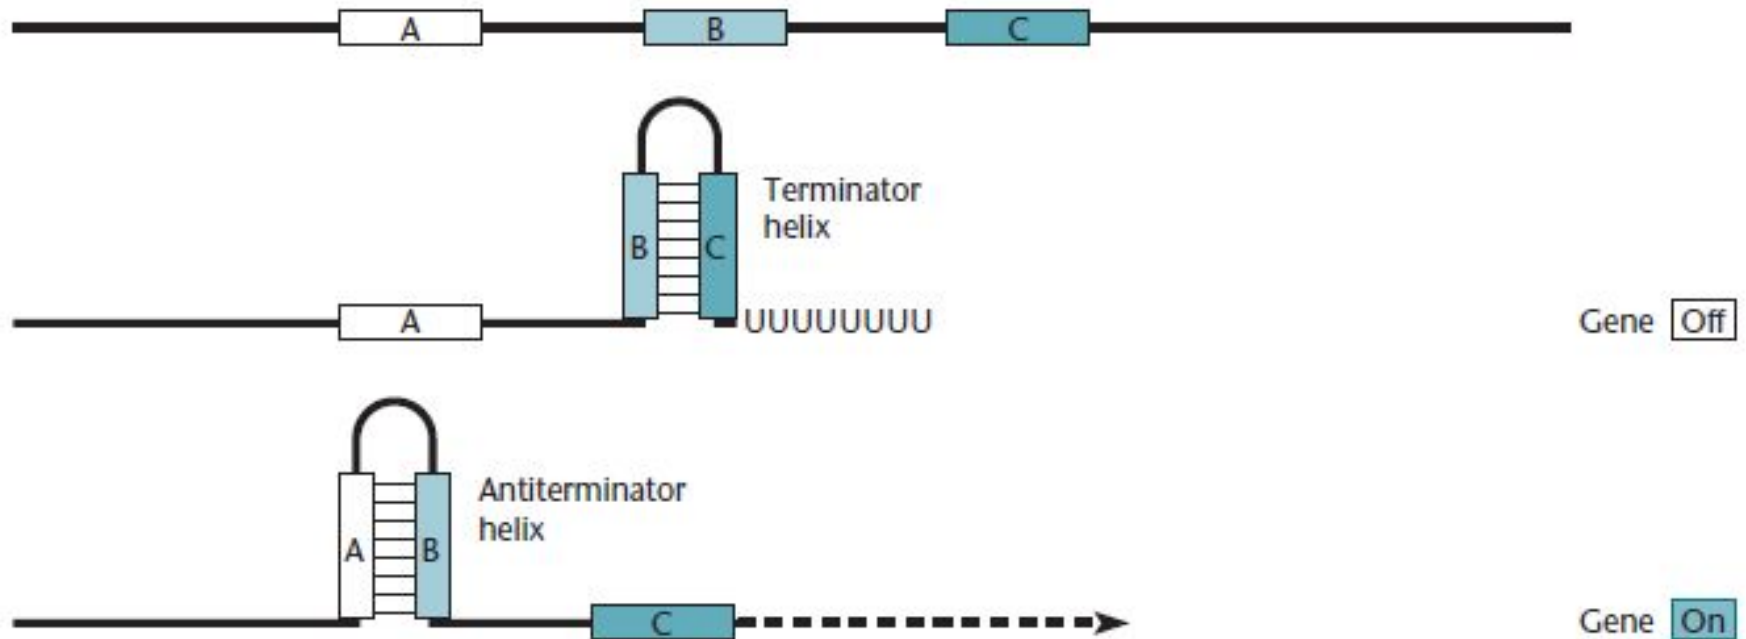 A B C
Terminator
helix
B C
A UUUUUUUU Gene Off
Antiterminator
helix
A B
C Gene On